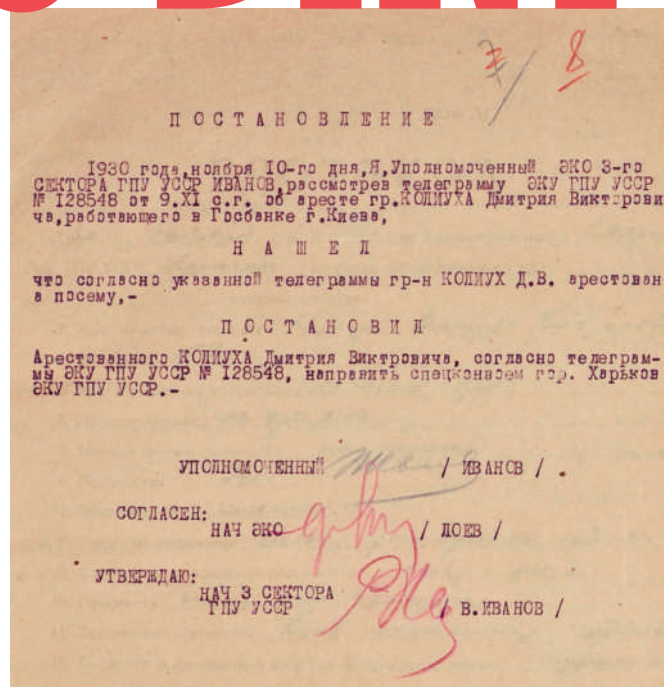 7/ 8
ПОСТАНОВЛЕНИЕ
1930 года,ноября 10-го дня,Я,Уполномоченный ЭКО 3-го
СЕКТОРА ГПУ УССР ИВАНОВ,рассмотрев телеграмму ЭКУ ГПУ УССР
№ 128548 от 9.XI с.г. об аресте гр.КОЛИУХА Дмитрия Викторови
ча,работающего в Госбанке г.Киева,
НАШЕЛ
что согласно указанной телеграммы гр-н КОЛИУХ Д.В. арестован
а посему,-
ПОСТАНОВИЛ
Арестованного КОЛИУХА Дмитрия Виктровича, согласно телеграм-
мы ЭКУ ГПУ УССР № 128548, направить спецконвоем гор. Харьков
ЭКУ ГПУ УССР.-
УПОЛНОМОЧЕННЫЙ / ИВАНОВ /
СОГЛАСЕН:
НАЧ ЭКО / ЛОЕВ /
УТВЕРЖДАЮ:
НАЧ 3 СЕКТОРА
ГПУ УССР / В.ИВАНОВ /